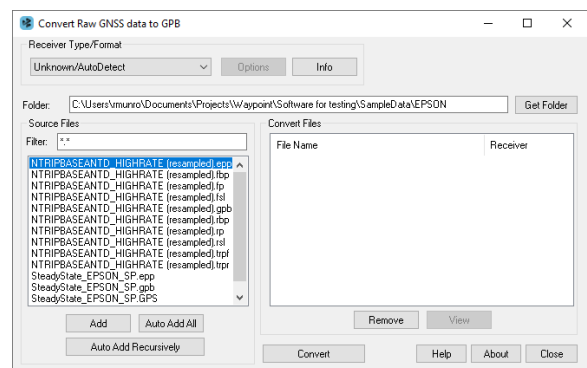 Convert Raw GNSS data to GPB
Receiver Type/Format
Unknown/AutoDetect
Options
Info
Folder:
C:\Users\rmunro\Documents\Projects\Waypoint\Software for testing\SampleData\EPSON
Get Folder
Source Files
Filter:
*.*
NTRIPBASEANTD_HIGHRATE (resampled).epp
NTRIPBASEANTD_HIGHRATE (resampled).fbp
NTRIPBASEANTD_HIGHRATE (resampled).fp
NTRIPBASEANTD_HIGHRATE (resampled).fsl
NTRIPBASEANTD_HIGHRATE (resampled).gpb
NTRIPBASEANTD_HIGHRATE (resampled).rbp
NTRIPBASEANTD_HIGHRATE (resampled).rp
NTRIPBASEANTD_HIGHRATE (resampled).rsl
NTRIPBASEANTD_HIGHRATE (resampled).trpf
NTRIPBASEANTD_HIGHRATE (resampled).trpr
SteadyState_EPSON_SP.epp
SteadyState_EPSON_SP.gpb
SteadyState_EPSON_SP.GPS
Add
Auto Add All
Auto Add Recursively
Convert Files
File Name
Receiver
Remove
View
Convert
Help
About
Close